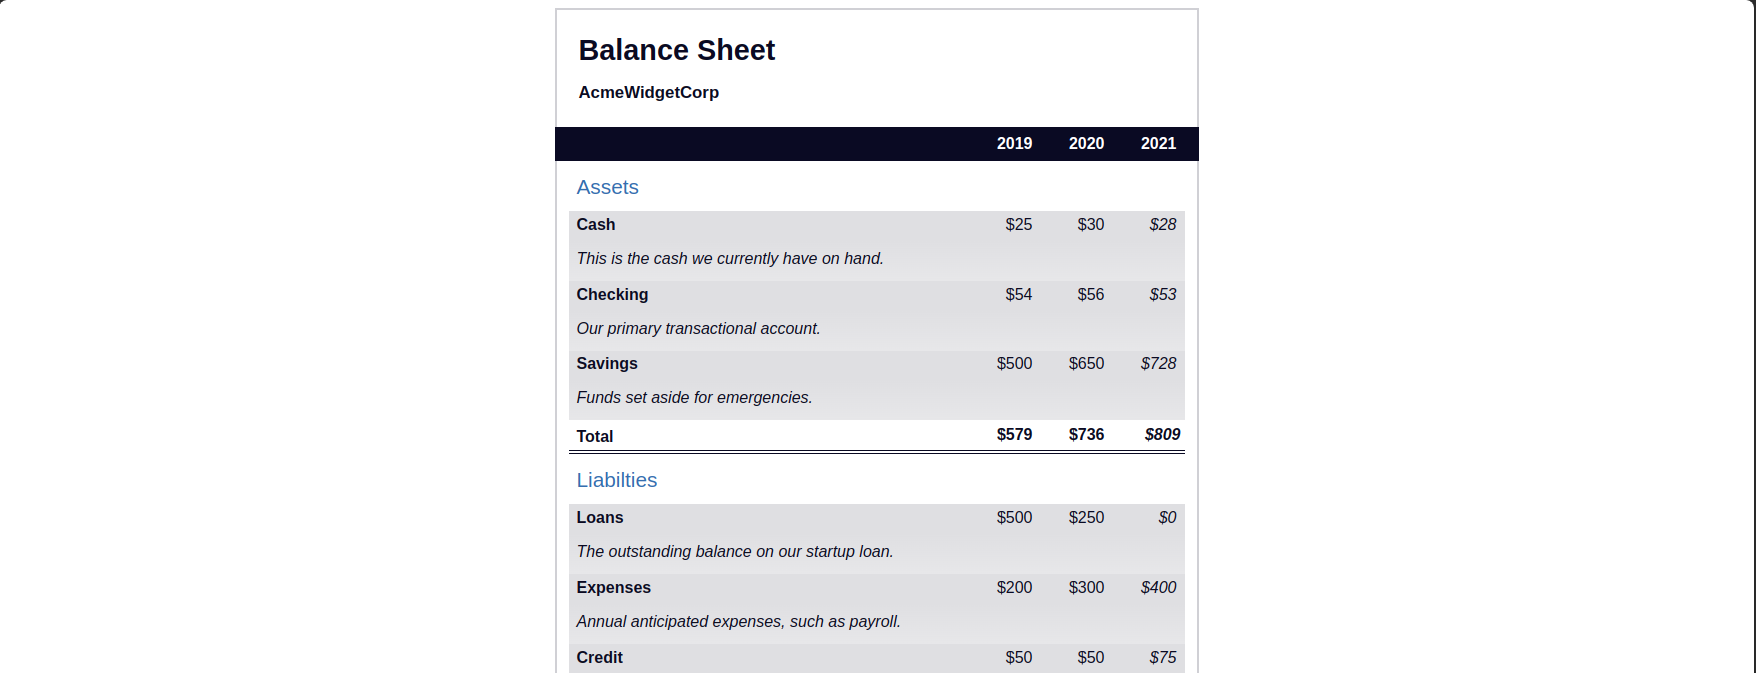 Balance Sheet
AcmeWidgetCorp
2019 2020 2021
Assets
Cash $25 $30 $28
This is the cash we currently have on hand.
Checking $54 $56 $53
Our primary transactional account.
Savings $500 $650 $728
Funds set aside for emergencies.
Total $579 $736 $809
Liabilties
Loans $500 $250 $0
The outstanding balance on our startup loan.
Expenses $200 $300 $400
Annual anticipated expenses, such as payroll.
Credit $50 $50 $75